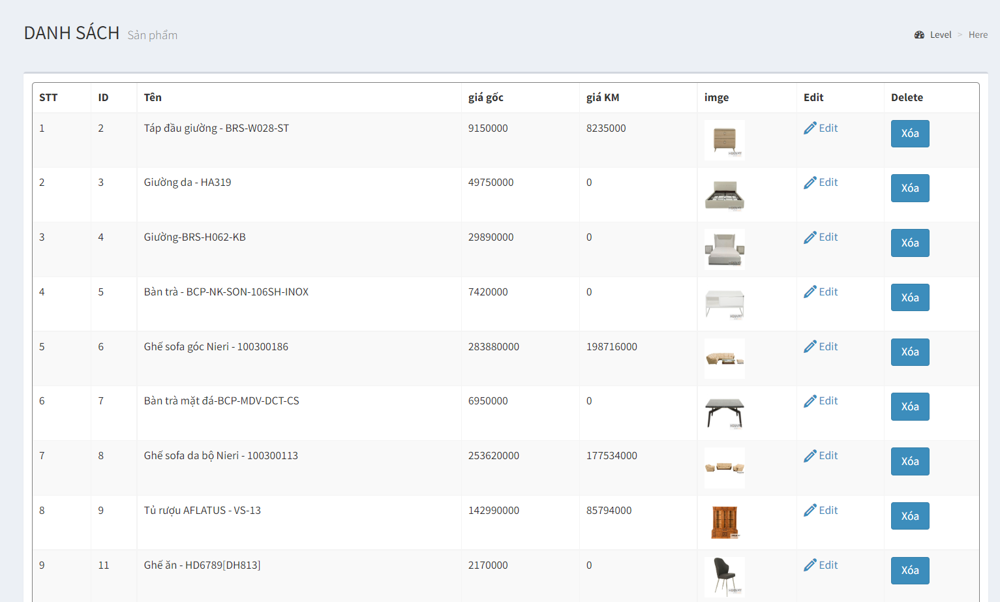 DANH SÁCH Sản phẩm
Level > Here
STT ID Tên giá gốc giá KM imge Edit Delete
1 2 Táp đầu giường - BRS-W028-ST 9150000 8235000 Edit Xóa
2 3 Giường da - HA319 49750000 0 Edit Xóa
3 4 Giường-BRS-H062-KB 29890000 0 Edit Xóa
4 5 Bàn trà - BCP-NK-SON-106SH-INOX 7420000 0 Edit Xóa
5 6 Ghế sofa góc Nieri - 100300186 283880000 198716000 Edit Xóa
6 7 Bàn trà mặt đá-BCP-MDV-DCT-CS 6950000 0 Edit Xóa
7 8 Ghế sofa da bộ Nieri - 100300113 253620000 177534000 Edit Xóa
8 9 Tủ rượu AFLATUS - VS-13 142990000 85794000 Edit Xóa
9 11 Ghế ăn - HD6789[DH813] 2170000 0 Edit Xóa